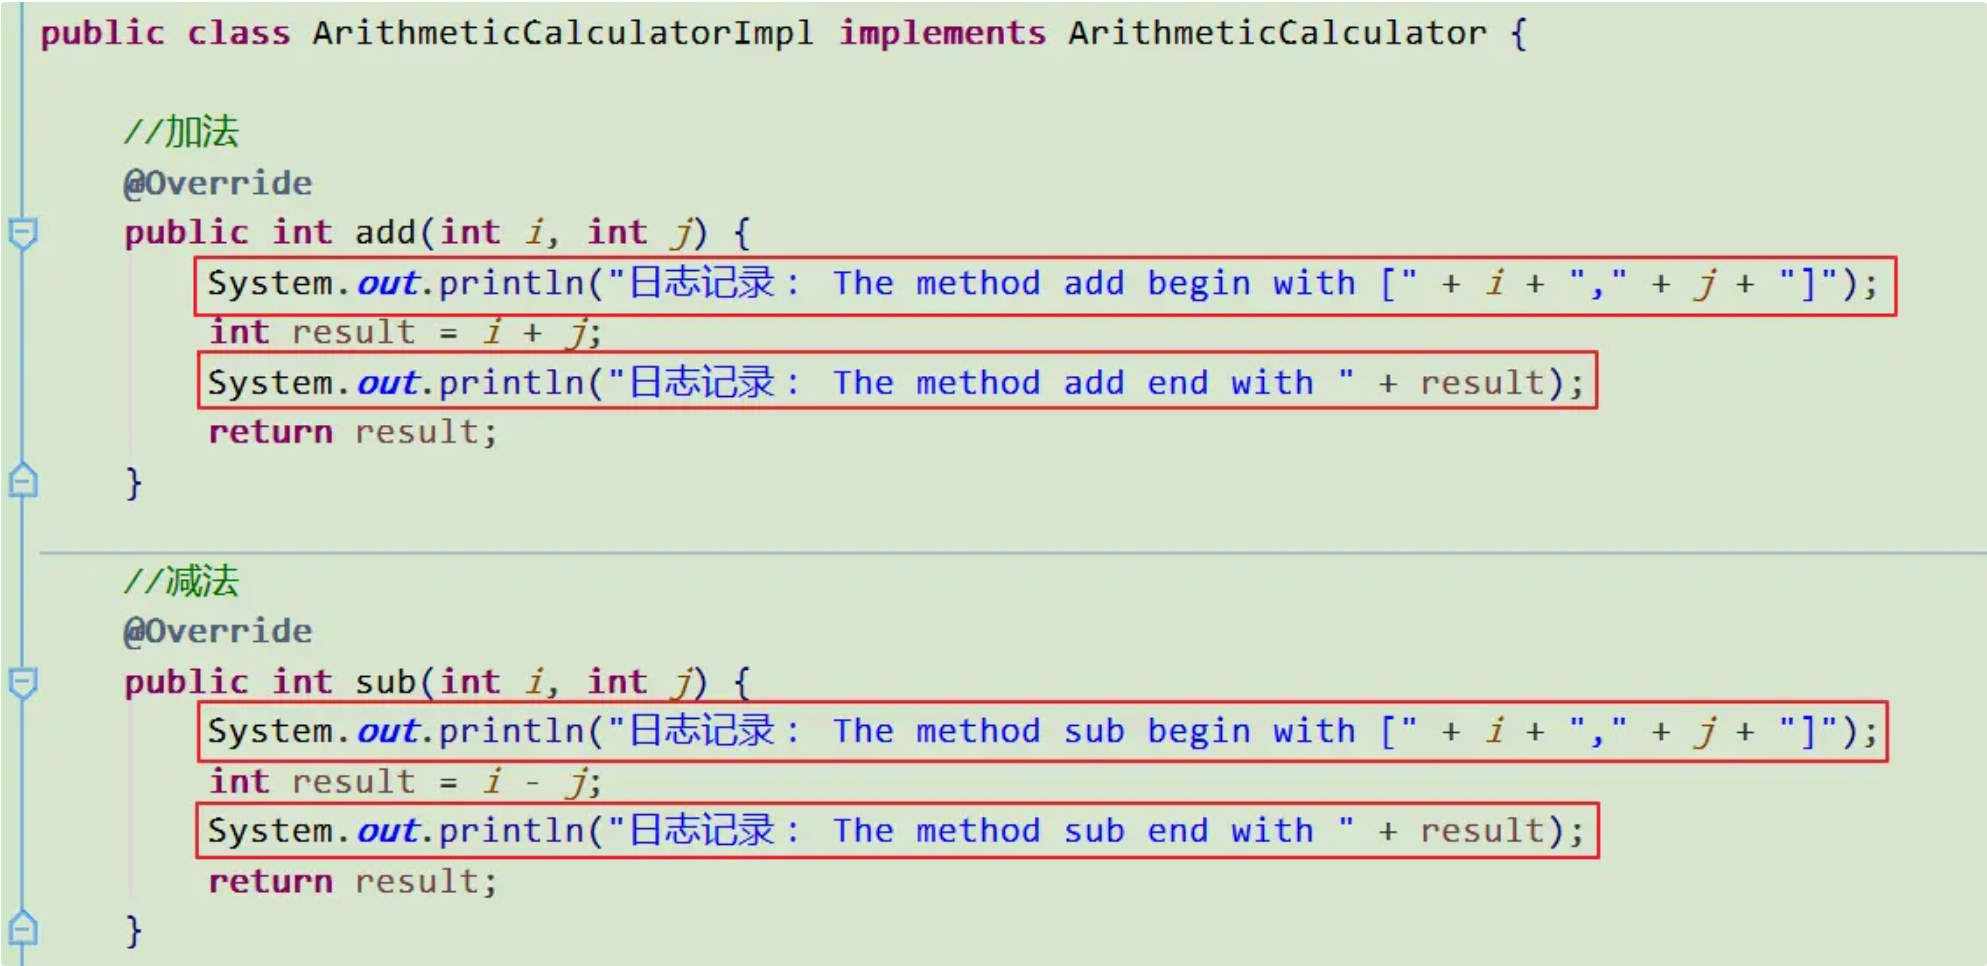 public class ArithmeticCalculatorImpl implements ArithmeticCalculator {
//加法
@Override
public int add(int i, int j) {
System.out.println("日志记录： The method add begin with [" + i + "," + j + "]");
int result = i + j;
System.out.println("日志记录： The method add end with " + result);
return result;
}
//减法
@Override
public int sub(int i, int j) {
System.out.println("日志记录： The method sub begin with [" + i + "," + j + "]");
int result = i - j;
System.out.println("日志记录： The method sub end with " + result);
return result;
}